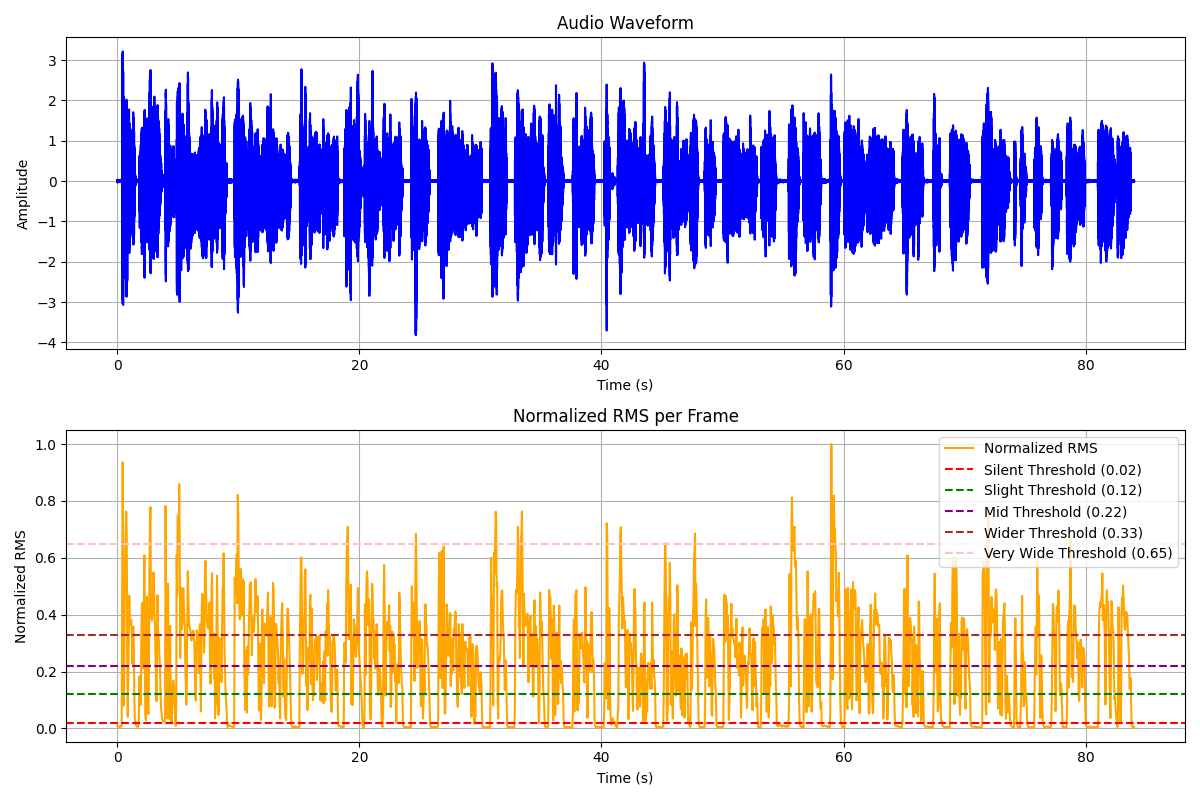 Audio Waveform
3
2
1
0
−1
−2
−3
−4
Amplitude
0 20 40 60 80
Time (s)
Normalized RMS per Frame
1.0
0.8
0.6
0.4
0.2
0.0
Normalized RMS
Normalized RMS
Silent Threshold (0.02)
Slight Threshold (0.12)
Mid Threshold (0.22)
Wider Threshold (0.33)
Very Wide Threshold (0.65)
0 20 40 60 80
Time (s)